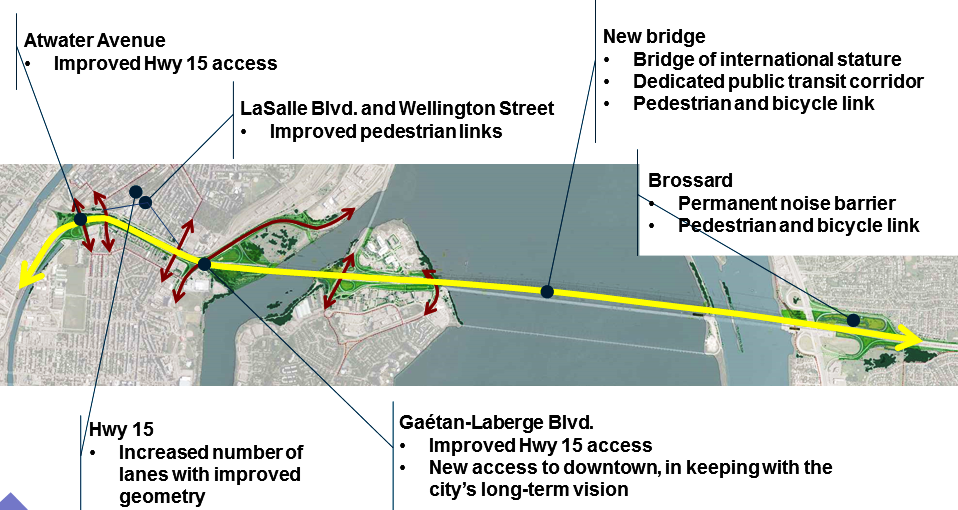 Atwater Avenue
• Improved Hwy 15 access
LaSalle Blvd. and Wellington Street
• Improved pedestrian links
New bridge
• Bridge of international stature
• Dedicated public transit corridor
• Pedestrian and bicycle link
Brossard
• Permanent noise barrier
• Pedestrian and bicycle link
Hwy 15
• Increased number of
lanes with improved
geometry
Gaétan-Laberge Blvd.
• Improved Hwy 15 access
• New access to downtown, in keeping with the
city’s long-term vision